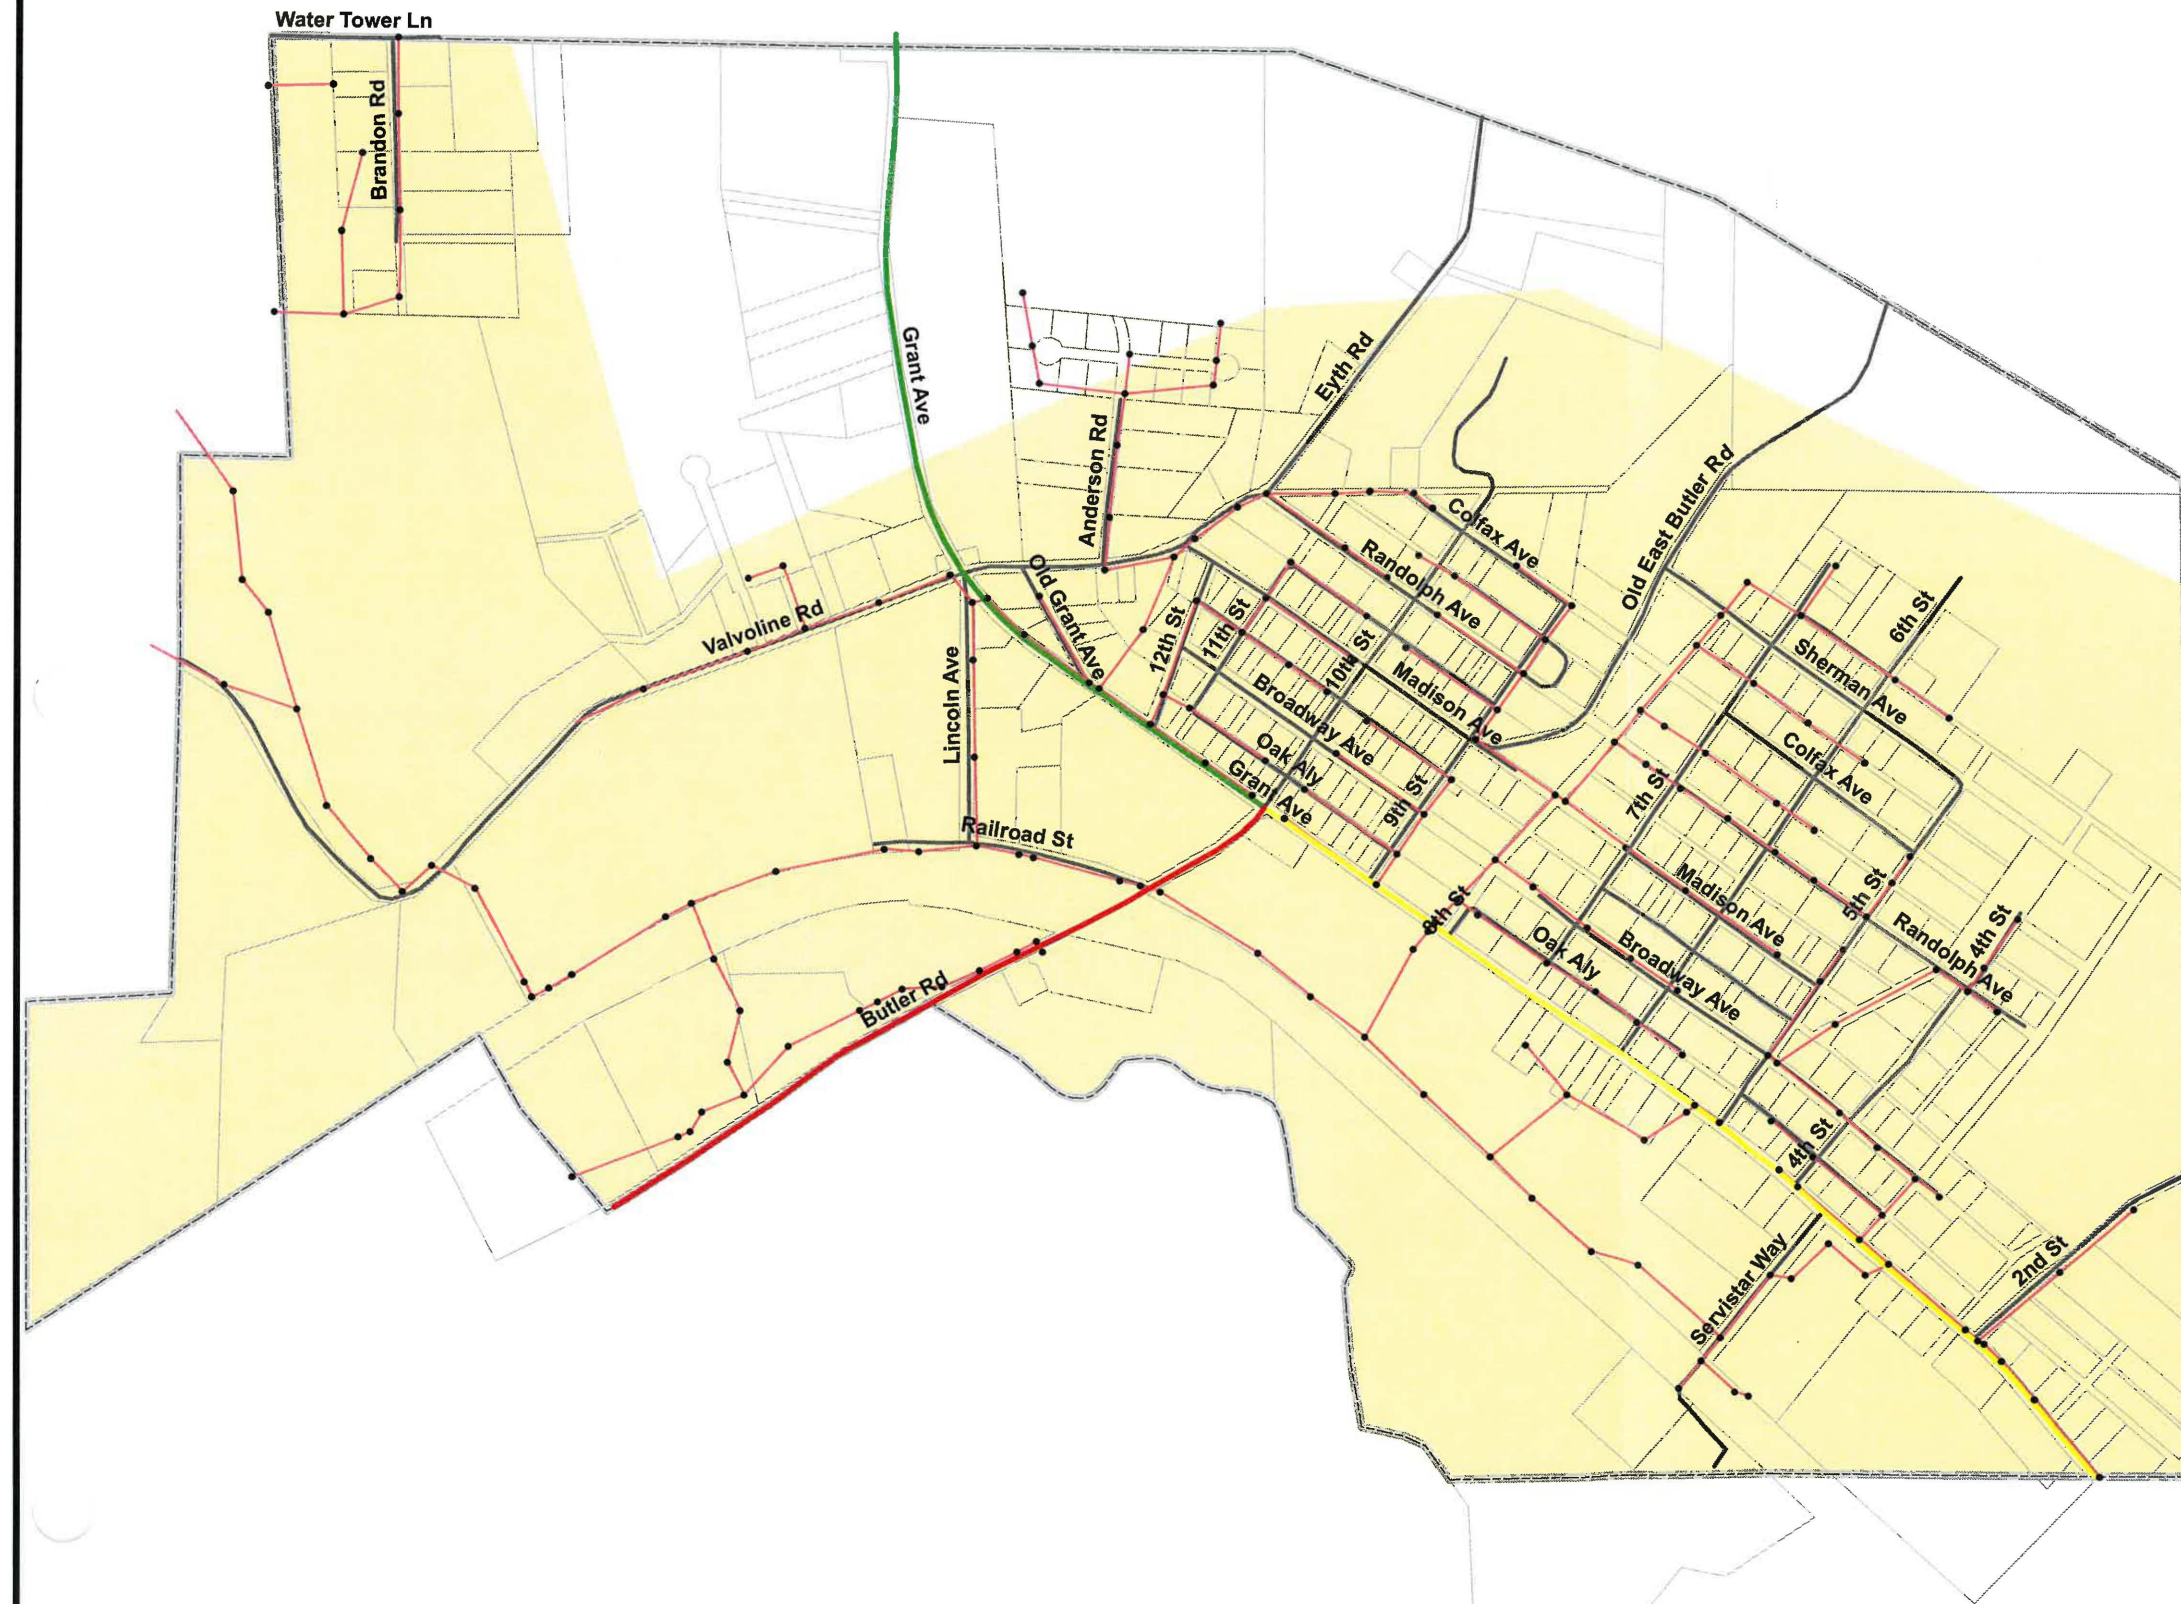 Water Tower Ln
Brandon Rd
Grant Ave
Eyth Rd
Anderson Rd
Old East Butler Rd
Colfax Ave
Randolph Ave
Old Grant Ave
Valvoline Rd
12th St
11th St
10th St
6th St
Sherman Ave
Lincoln Ave
Madison Ave
Broadway Ave
Oak Aly
Grant Ave
9th St
7th St
Colfax Ave
Railroad St
8th St
Madison Ave
5th St
Randolph Ave
4th St
Oak Aly
Broadway Ave
Butler Rd
4th St
Servistar Way
2nd St